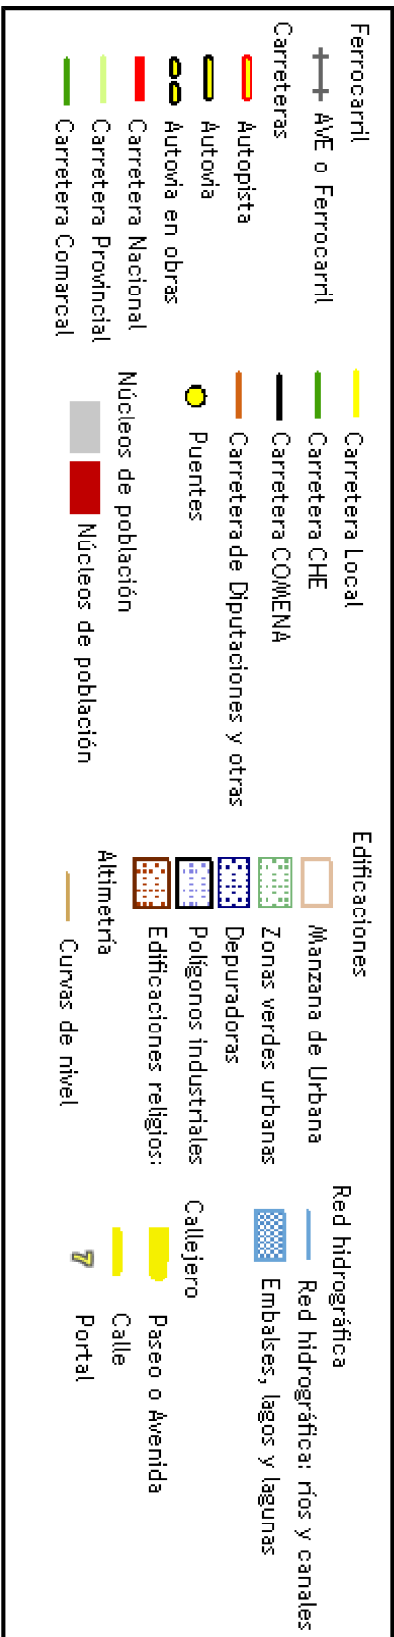 Ferrocarril
AVE o Ferrocarril
Carreteras
Autopista
Autovia
Autovia en obras
Carretera Nacional
Carretera Provincial
Carretera Comarcal
Carretera Local
Carretera CHE
Carretera COMENA
Carretera de Diputaciones y otras
Puentes
Núcleos de población
Núcleos de población
Edificaciones
Manzana de Urbana
Zonas verdes urbanas
Depuradoras
Polígonos industriales
Edificaciones religios:
Altimetría
Curvas de nivel
Red hidrográfica
Red hidrográfica: ríos y canales
Embalses, lagos y lagunas
Callejero
Paseo o Avenida
Calle
7 Portal